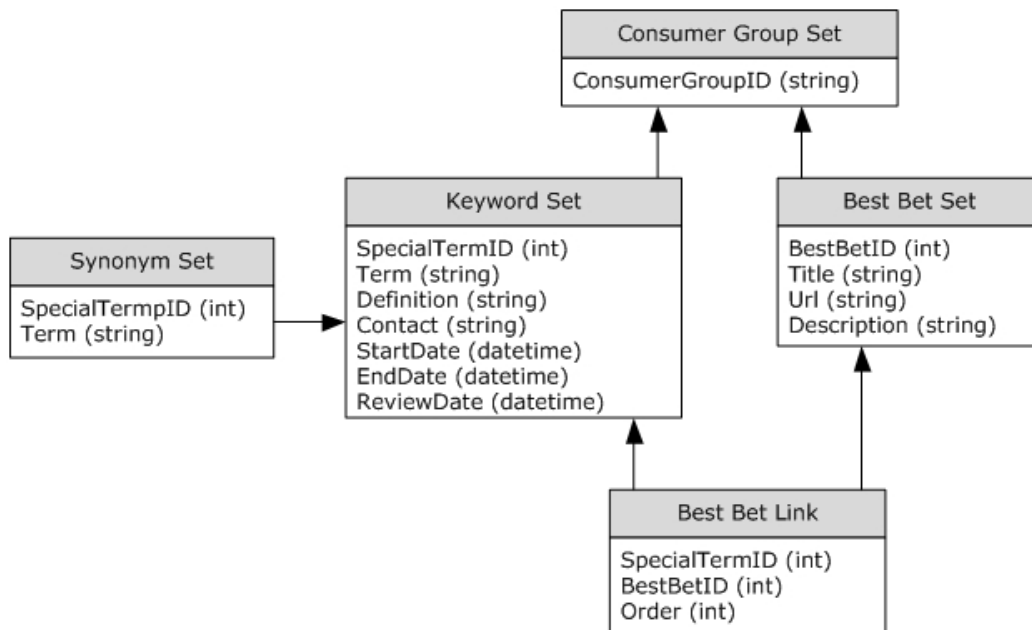 Consumer Group Set
ConsumerGroupID (string)
Keyword Set
SpecialTermID (int)
Term (string)
Definition (string)
Contact (string)
StartDate (datetime)
EndDate (datetime)
ReviewDate (datetime)
Best Bet Set
BestBetID (int)
Title (string)
Url (string)
Description (string)
Synonym Set
SpecialTermpID (int)
Term (string)
Best Bet Link
SpecialTermID (int)
BestBetID (int)
Order (int)